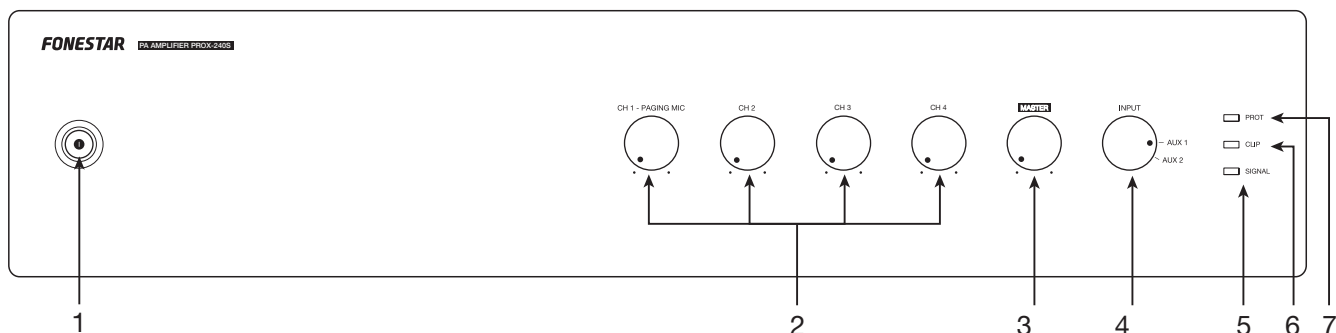 FONESTAR PA AMPLIFIER PROX-240S
CH 1 - PAGING MIC CH 2 CH 3 CH 4 MASTER INPUT
PROT
AUX 1
CLIP
AUX 2
SIGNAL
1 2 3 4 5 6 7